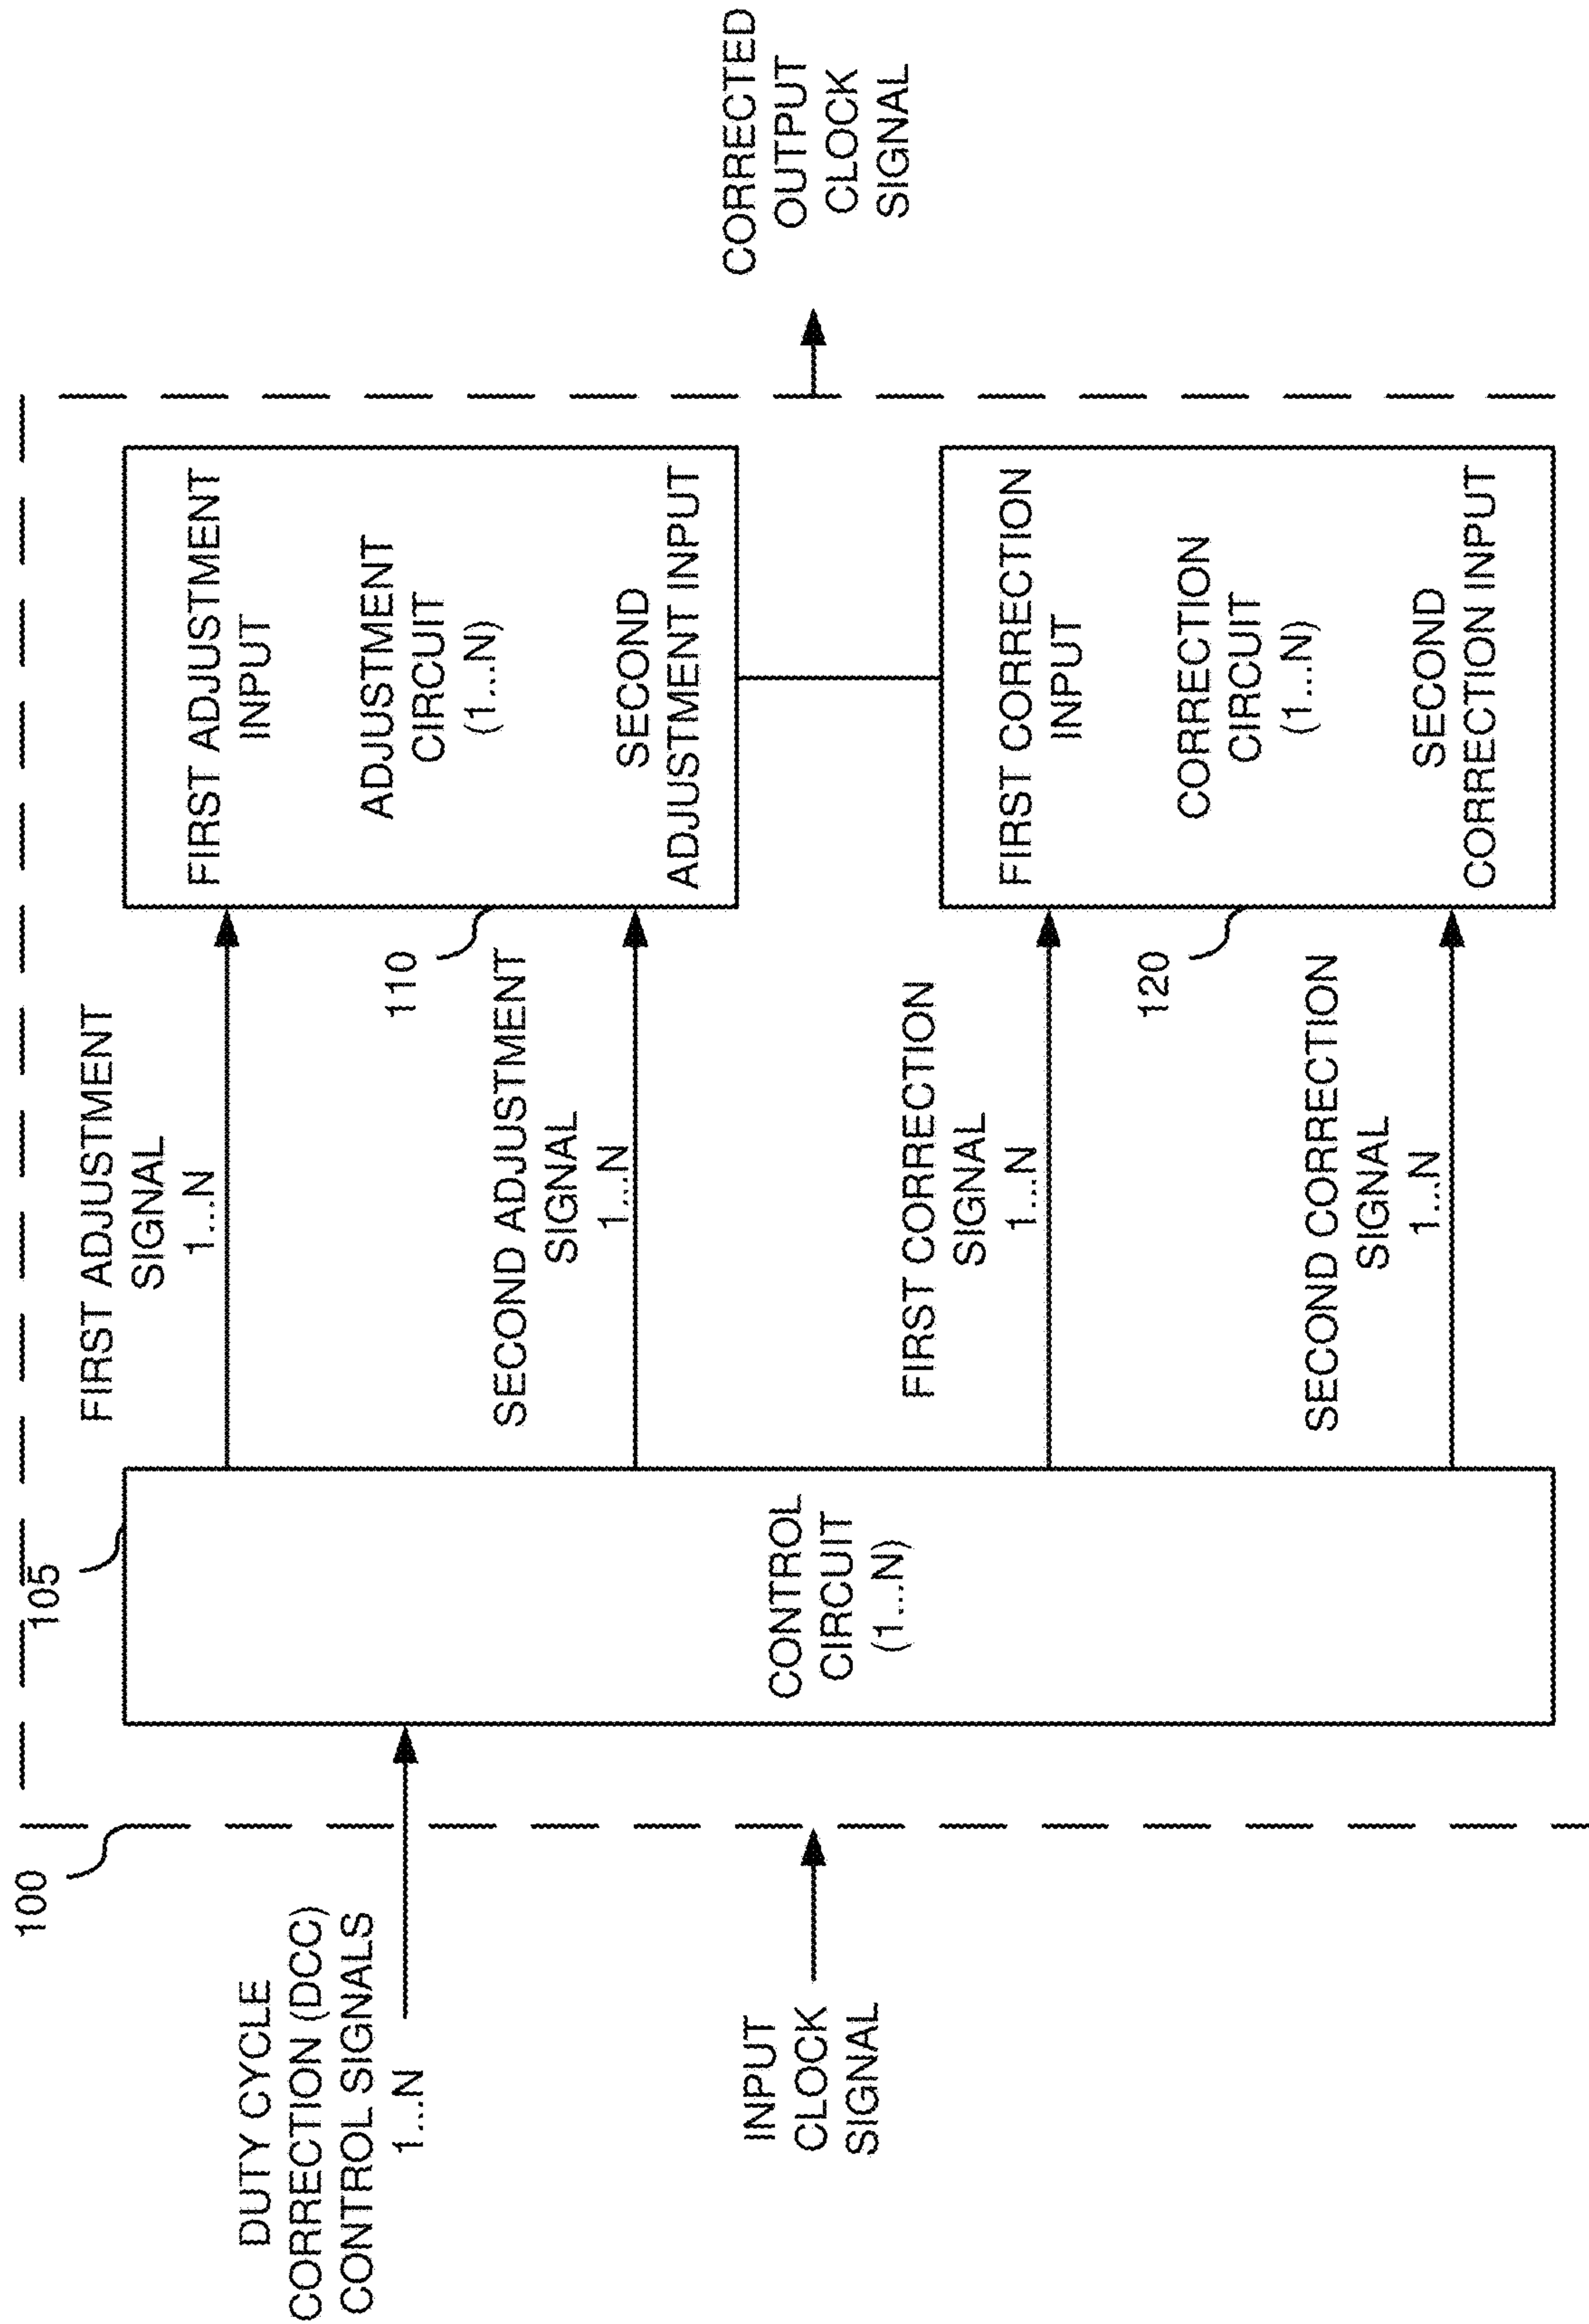 100
105
DUTY CYCLE
CORRECTION (DCC)
CONTROL SIGNALS
1...N
INPUT
CLOCK
SIGNAL
CONTROL
CIRCUIT
(1...N)
FIRST ADJUSTMENT
SIGNAL
1...N
SECOND ADJUSTMENT
SIGNAL
1...N
FIRST CORRECTION
SIGNAL
1...N
SECOND CORRECTION
SIGNAL
1...N
110
FIRST ADJUSTMENT
INPUT
ADJUSTMENT
CIRCUIT
(1...N)
SECOND
ADJUSTMENT INPUT
120
FIRST CORRECTION
INPUT
CORRECTION
CIRCUIT
(1...N)
SECOND
CORRECTION INPUT
CORRECTED
OUTPUT
CLOCK
SIGNAL